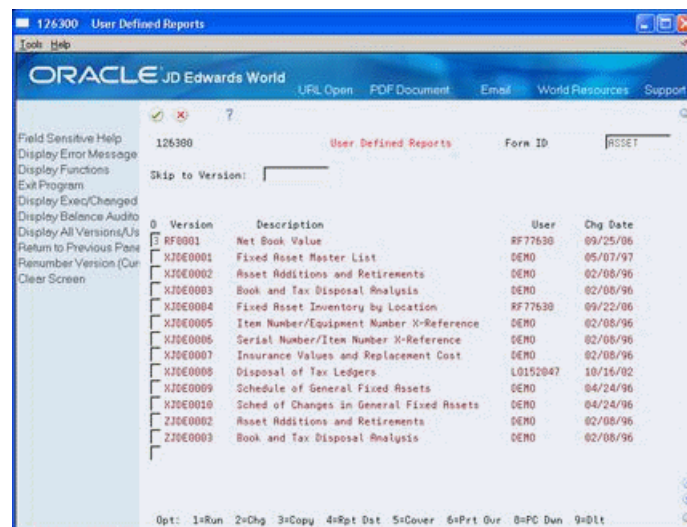 126300 User Defined Reports
Tools Help
ORACLE JD Edwards World
URL Open PDF Document Email World Resources Support
?
Field Sensitive Help
Display Error Message
Display Functions
Exit Program
Display Exec/Changed
Display Balance Audito
Display All Versions/Us
Return to Previous Pane
Renumber Version (Cur
Clear Screen
126300 User Defined Reports Form ID ASSET
Skip to Version:
O Version Description User Chg Date
3 RF0001 Net Book Value RF77630 09/25/06
XJDE0001 Fixed Asset Master List DEMO 05/07/97
XJDE0002 Asset Additions and Retirements DEMO 02/08/96
XJDE0003 Book and Tax Disposal Analysis DEMO 02/08/96
XJDE0004 Fixed Asset Inventory by Location RF77630 09/22/06
XJDE0005 Item Number/Equipment Number X-Reference DEMO 02/08/96
XJDE0006 Serial Number/Item Number X-Reference DEMO 02/08/96
XJDE0007 Insurance Values and Replacement Cost DEMO 02/08/96
XJDE0008 Disposal of Tax Ledgers L0152047 10/16/02
XJDE0009 Schedule of General Fixed Assets DEMO 04/24/96
XJDE0010 Sched of Changes in General Fixed Assets DEMO 04/24/96
ZJDE0002 Asset Additions and Retirements DEMO 02/08/96
ZJDE0003 Book and Tax Disposal Analysis DEMO 02/08/96
Opt: 1=Run 2=Chg 3=Copy 4=Rpt Dst 5=Cover 6=Prt Ovr 8=PC Dwn 9=Dlt